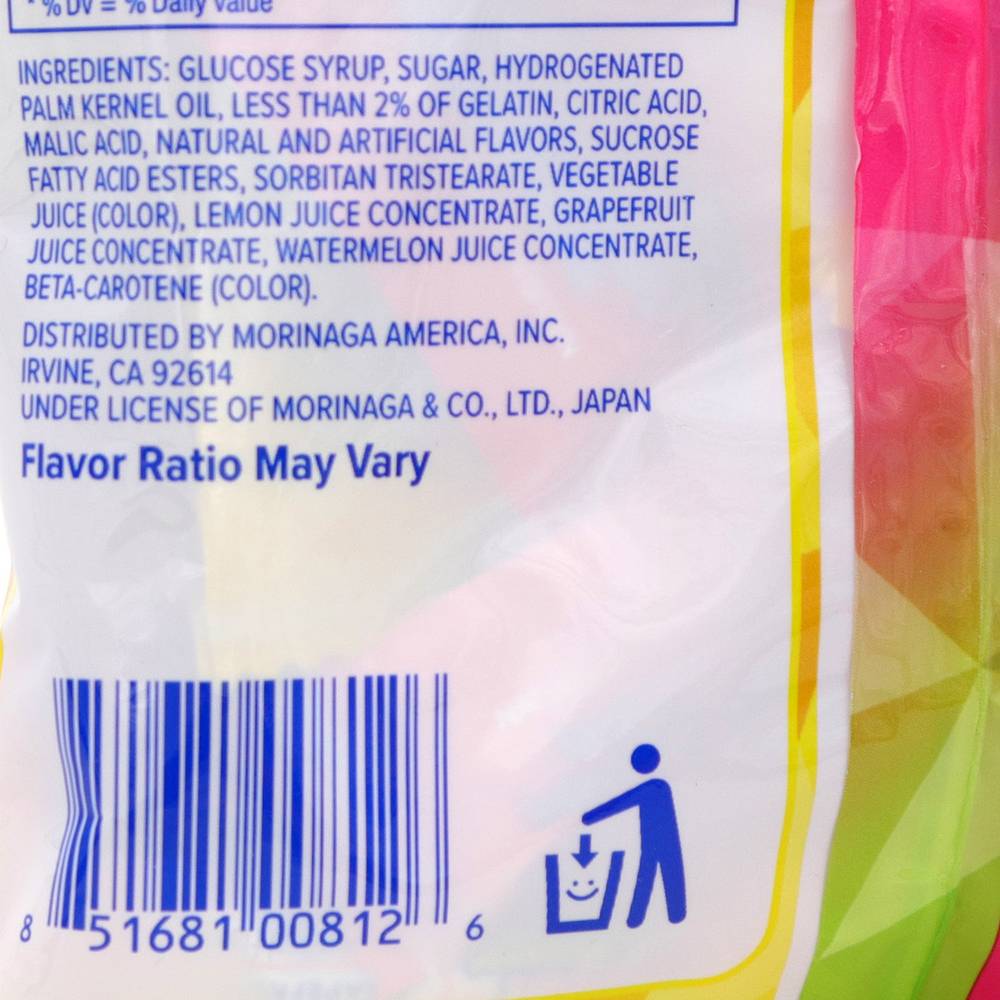 * % DV = % Daily Value
INGREDIENTS: GLUCOSE SYRUP, SUGAR, HYDROGENATED
PALM KERNEL OIL, LESS THAN 2% OF GELATIN, CITRIC ACID,
MALIC ACID, NATURAL AND ARTIFICIAL FLAVORS, SUCROSE
FATTY ACID ESTERS, SORBITAN TRISTEARATE, VEGETABLE
JUICE (COLOR), LEMON JUICE CONCENTRATE, GRAPEFRUIT
JUICE CONCENTRATE, WATERMELON JUICE CONCENTRATE,
BETA-CAROTENE (COLOR).
DISTRIBUTED BY MORINAGA AMERICA, INC.
IRVINE, CA 92614
UNDER LICENSE OF MORINAGA & CO., LTD., JAPAN
Flavor Ratio May Vary
8 51681 00812 6